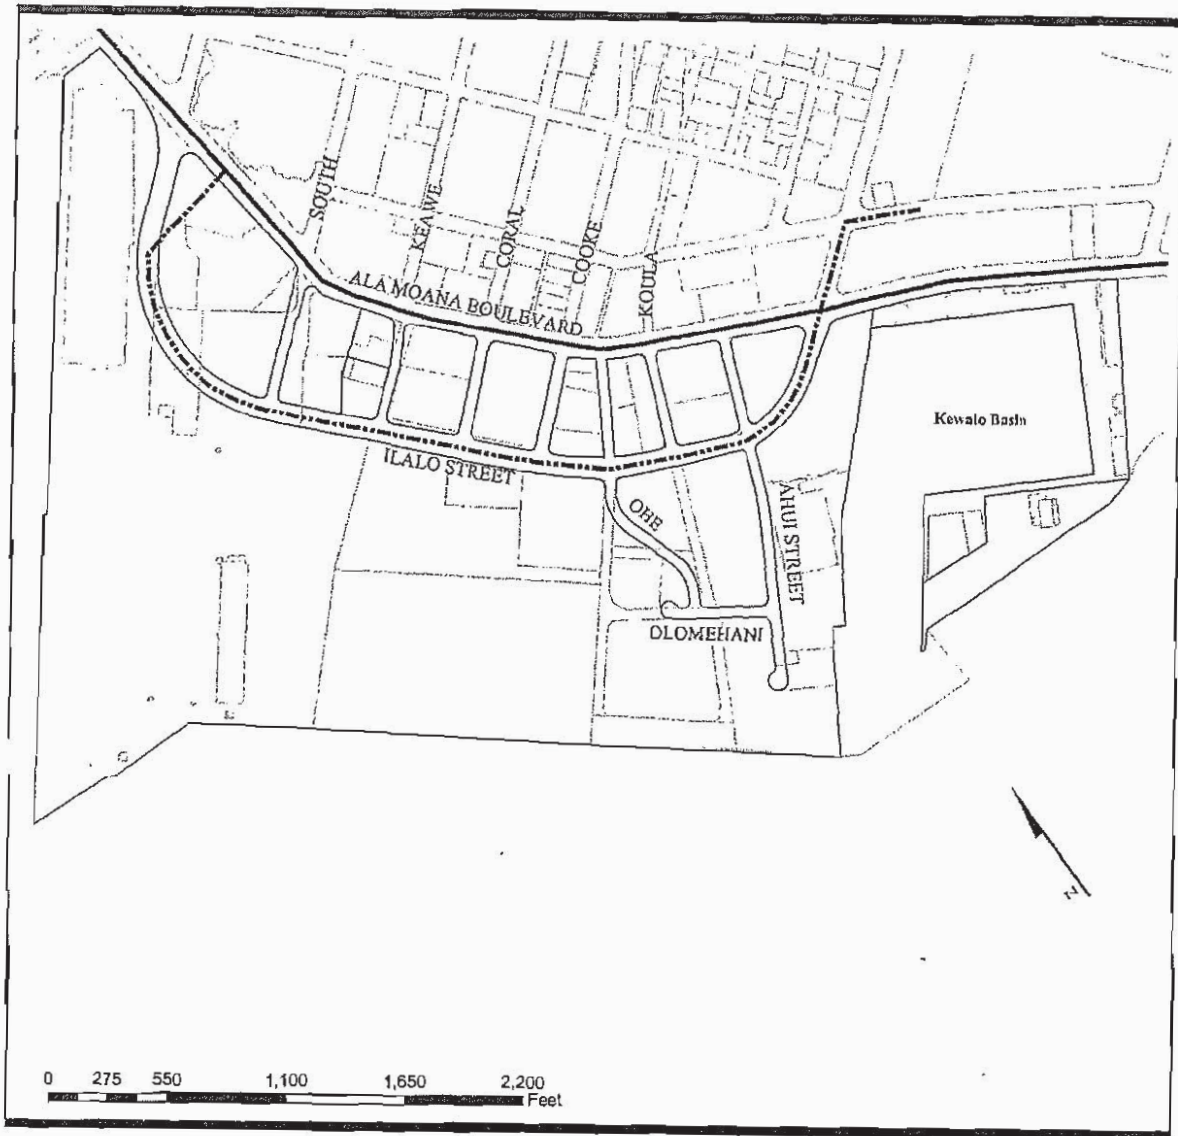 SOUTH
KEAWE
CORAL
COOKE
KOULA
ALA MOANA BOULEVARD
Kewalo Basin
ILALO STREET
OHE
AHUI STREET
OLOMEHANI
N
0 275 550 1,100 1,650 2,200
Feet